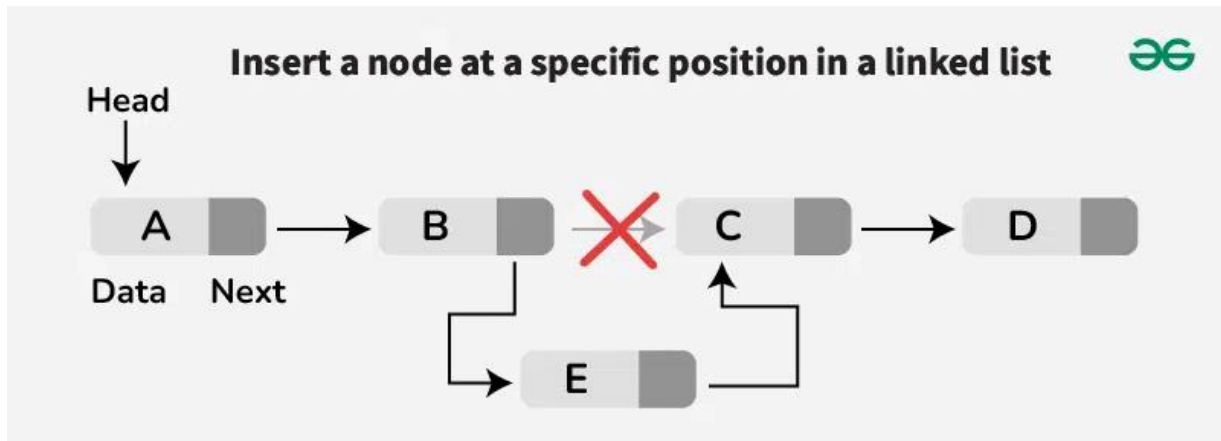 Insert a node at a specific position in a linked list
Head
A B C D
Data Next
E